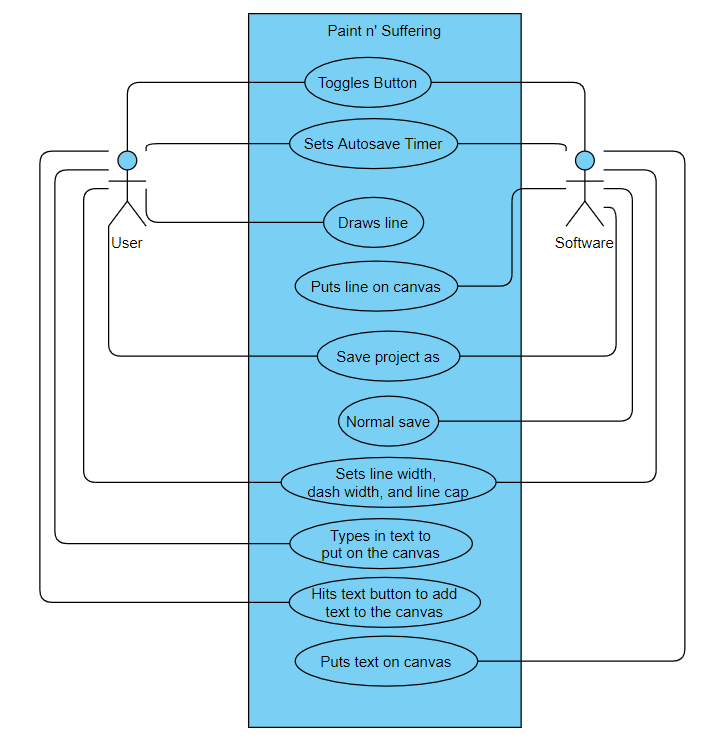 Paint n' Suffering
Toggles Button
Sets Autosave Timer
Draws line
User
Software
Puts line on canvas
Save project as
Normal save
Sets line width,
dash width, and line cap
Types in text to
put on the canvas
Hits text button to add
text to the canvas
Puts text on canvas